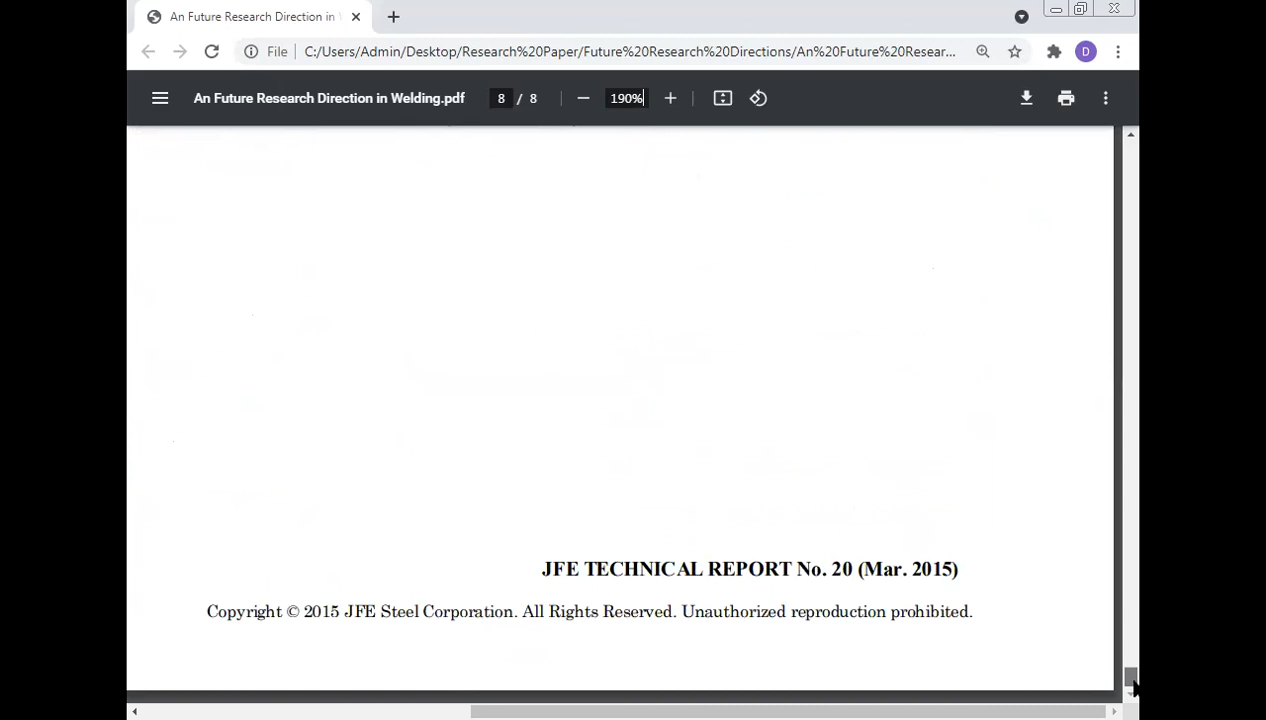 An Future Research Direction in
File C:/Users/Admin/Desktop/Research%20Paper/Future%20Research%20Directions/An%20Future%20Resear...
D
An Future Research Direction in Welding.pdf 8 / 8 190%
JFE TECHNICAL REPORT No. 20 (Mar. 2015)
Copyright © 2015 JFE Steel Corporation. All Rights Reserved. Unauthorized reproduction prohibited.